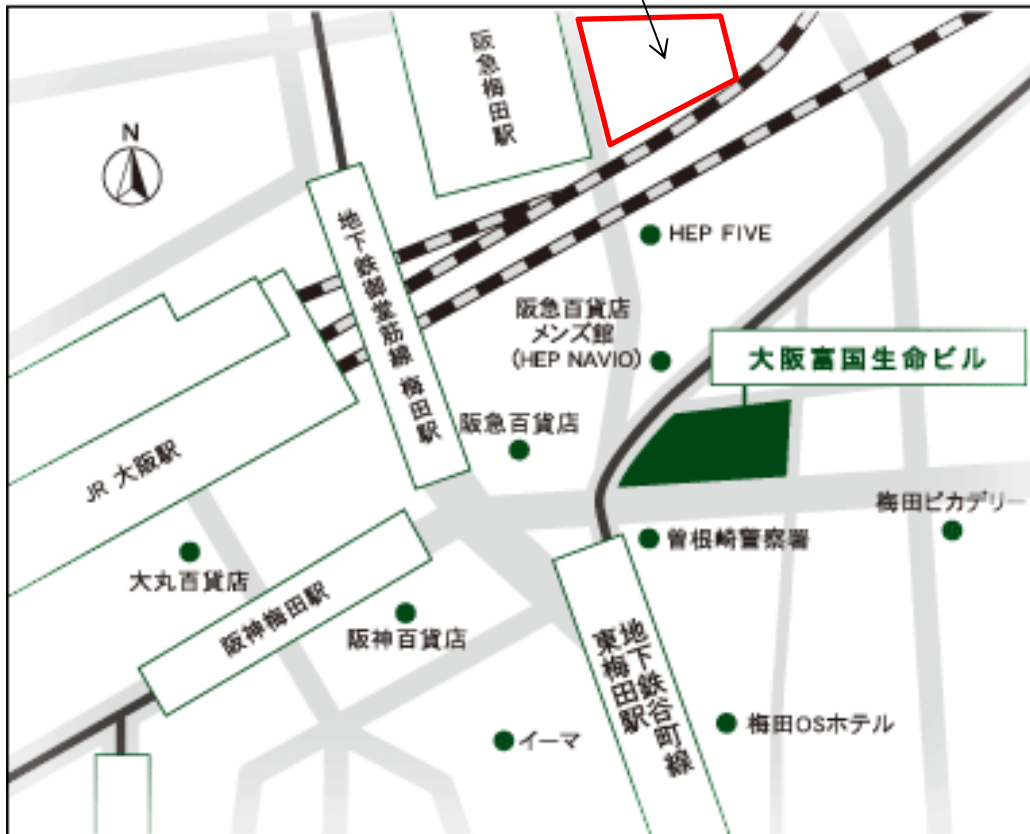 阪急梅田駅
N
地下鉄御堂筋線 梅田駅
HEP FIVE
阪急百貨店
メンズ館
(HEP NAVIO)
大阪富国生命ビル
阪急百貨店
JR 大阪駅
梅田ピカデリー
曽根崎警察署
大丸百貨店
阪神梅田駅
阪神百貨店
地下鉄谷町線
東梅田駅
梅田OSホテル
イーマ